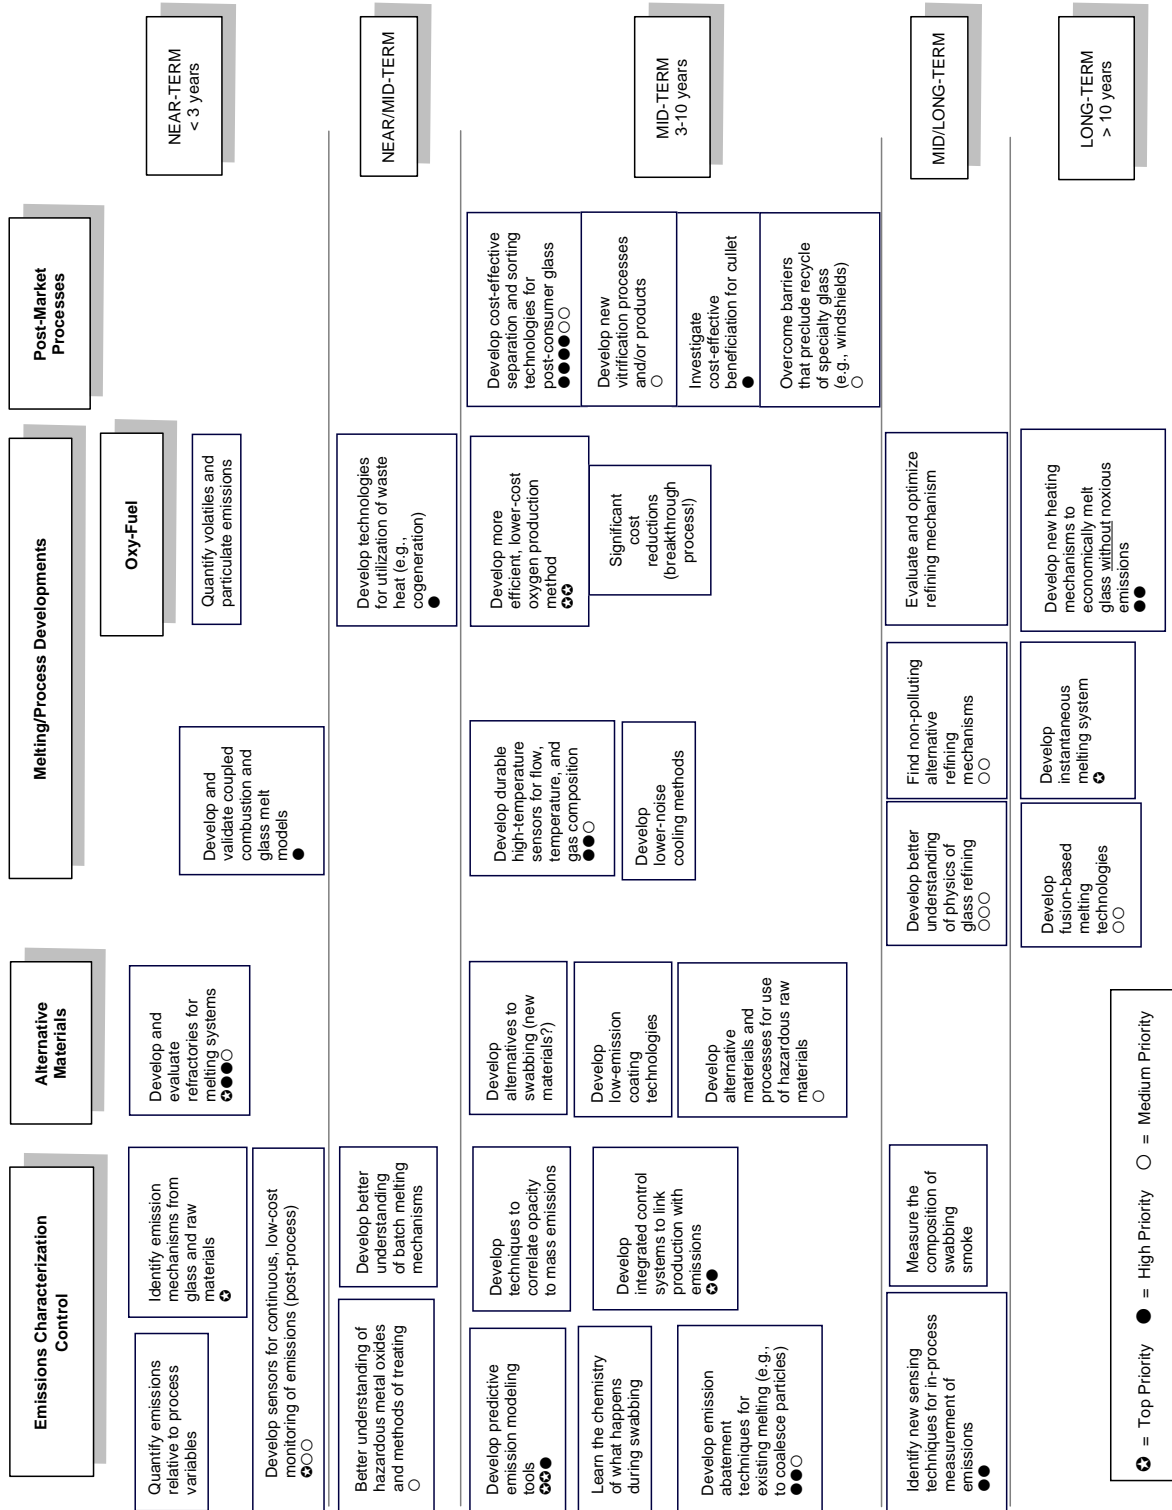 Emissions Characterization
Control
Alternative
Materials
Melting/Process Developments
Oxy-Fuel
Post-Market
Processes
NEAR-TERM
< 3 years
Quantify emissions
relative to process
variables
Identify emission
mechanisms from
glass and raw
materials
✪
Develop sensors for continuous, low-cost
monitoring of emissions (post-process)
✪○○
Develop and
evaluate
refractories for
melting systems
✪●●●○
Develop and
validate coupled
combustion and
glass melt
models
●
Quantify volatiles and
particulate emissions
NEAR/MID-TERM
Better understanding of
hazardous metal oxides
and methods of treating
○
Develop better
understanding
of batch melting
mechanisms
Develop technologies
for utilization of waste
heat (e.g.,
cogeneration)
●
MID-TERM
3-10 years
Develop predictive
emission modeling
tools
✪✪●
Learn the chemistry
of what happens
during swabbing
Develop emission
abatement
techniques for
existing melting (e.g.,
to coalesce particles)
●●○
Develop
techniques to
correlate opacity
to mass emissions
Develop
integrated control
systems to link
production with
emissions
✪●
Develop
alternatives to
swabbing (new
materials?)
Develop
low-emission
coating
technologies
Develop
alternative
materials and
processes for use
of hazardous raw
materials
○
Develop durable
high-temperature
sensors for flow,
temperature, and
gas composition
●●○
Develop
lower-noise
cooling methods
Develop more
efficient, lower-cost
oxygen production
method
✪✪
Significant
cost
reductions
(breakthrough
process!)
Develop cost-effective
separation and sorting
technologies for
post-consumer glass
●●●●○○
Develop new
vitrification processes
and/or products
○
Investigate
cost-effective
beneficiation for cullet
●
Overcome barriers
that preclude recycle
of specialty glass
(e.g., windshields)
○
MID/LONG-TERM
Identify new sensing
techniques for in-process
measurement of
emissions
●●
Measure the
composition of
swabbing
smoke
Develop better
understanding
of physics of
glass refining
○○○
Find non-polluting
alternative
refining
mechanisms
○○
Evaluate and optimize
refining mechanism
LONG-TERM
> 10 years
Develop
fusion-based
melting
technologies
○○
Develop
instantaneous
melting system
✪
Develop new heating
mechanisms to
economically melt
glass without noxious
emissions
●●
✪ = Top Priority ● = High Priority ○ = Medium Priority